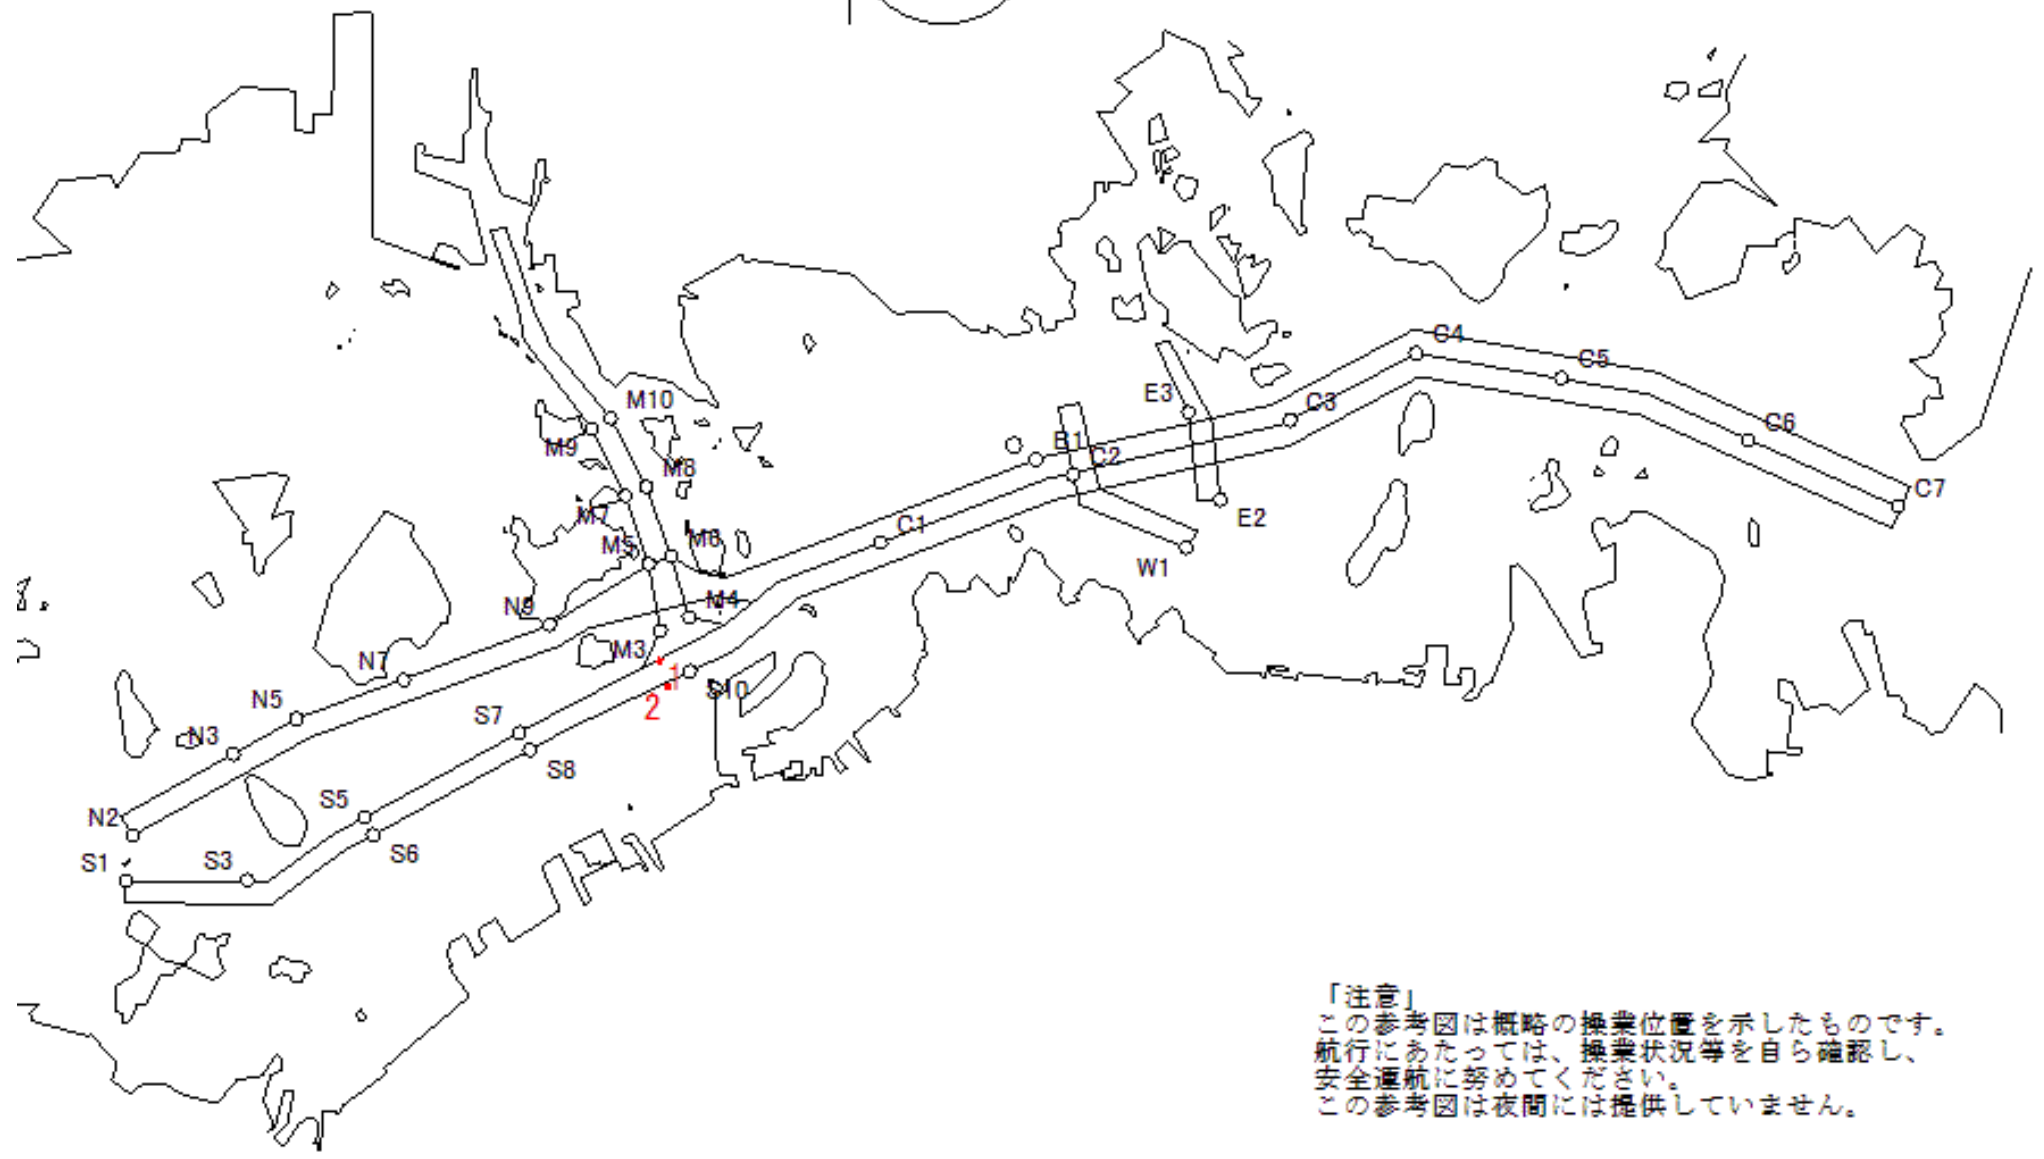 C4
C5
M10
E3
C3
C6
M9
B1
M8
C2
C7
M7
E2
C1
M5
M6
W1
N9
M4
M3
N7
1
S10
N5
2
S7
N3
S8
S5
N2
S6
S1
S3
「注意」
この参考図は概略の操業位置を示したものです。
航行にあたっては、操業状況等を自ら確認し、
安全運航に努めてください。
この参考図は夜間には提供していません。